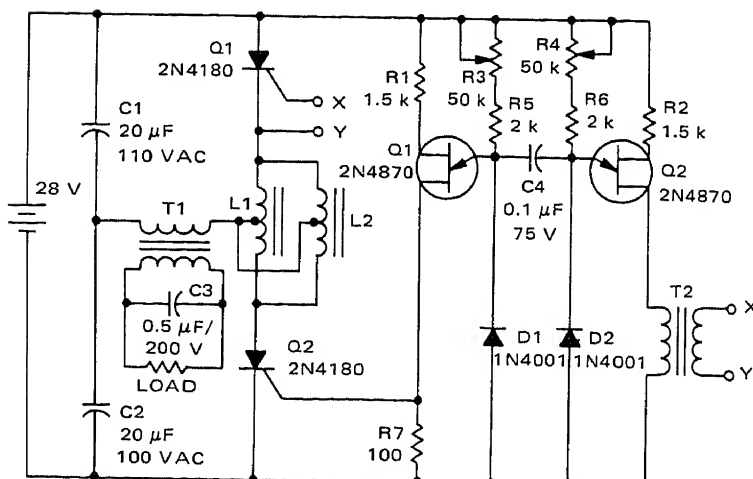 Q1
2N4180
X
Y
C1
20 µF
110 VAC
28 V
T1
L1
L2
C3
0.5 µF/
200 V
LOAD
Q2
2N4180
C2
20 µF
100 VAC
R1
1.5 k
R3
50 k
R4
50 k
R5
2 k
R6
2 k
R2
1.5 k
Q1
2N4870
C4
0.1 µF
75 V
Q2
2N4870
D1
1N4001
D2
1N4001
T2
X
Y
R7
100